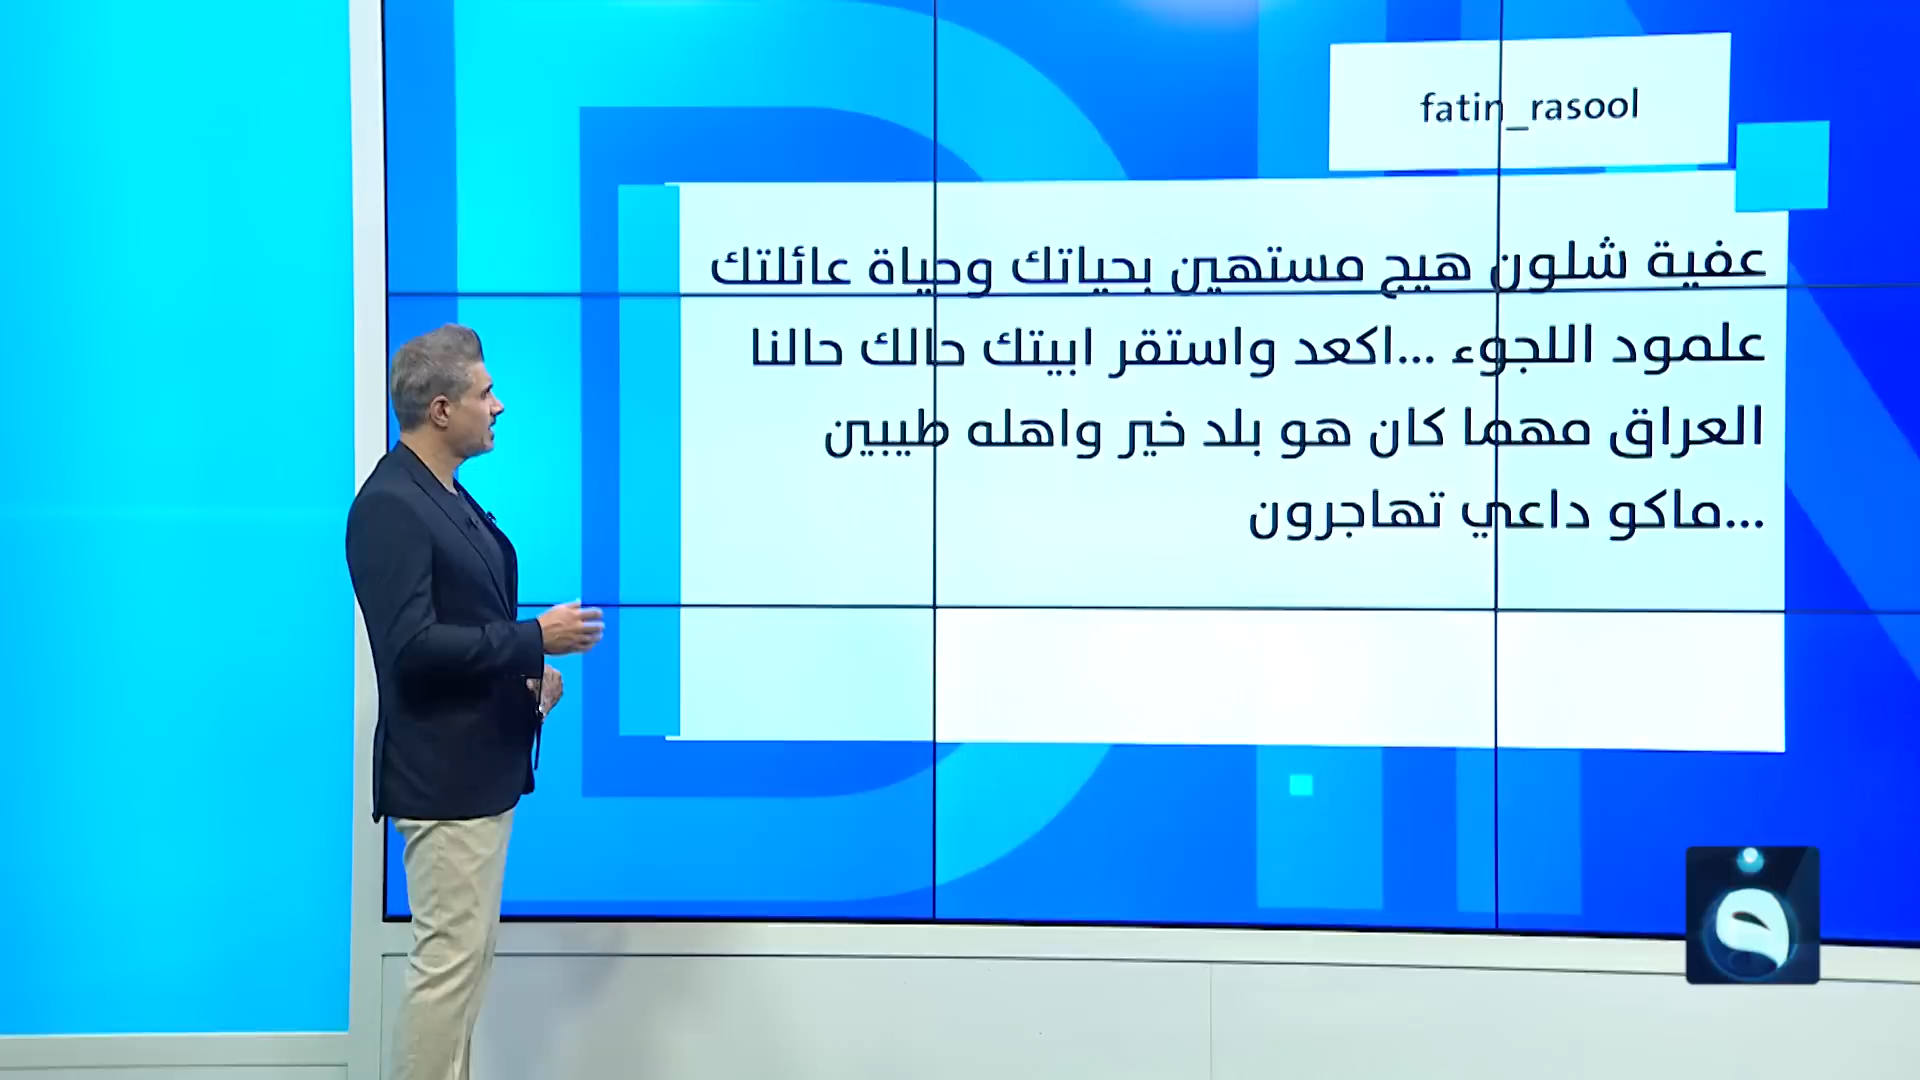 fatin_rasool
عفية شلون هيج مستهين بحياتك وحياة عائلتك
علمود اللجوء ...اكعد واستقر ابيتك حالك حالنا
العراق مهما كان هو بلد خير واهله طيبين
...ماكو داعي تهاجرون